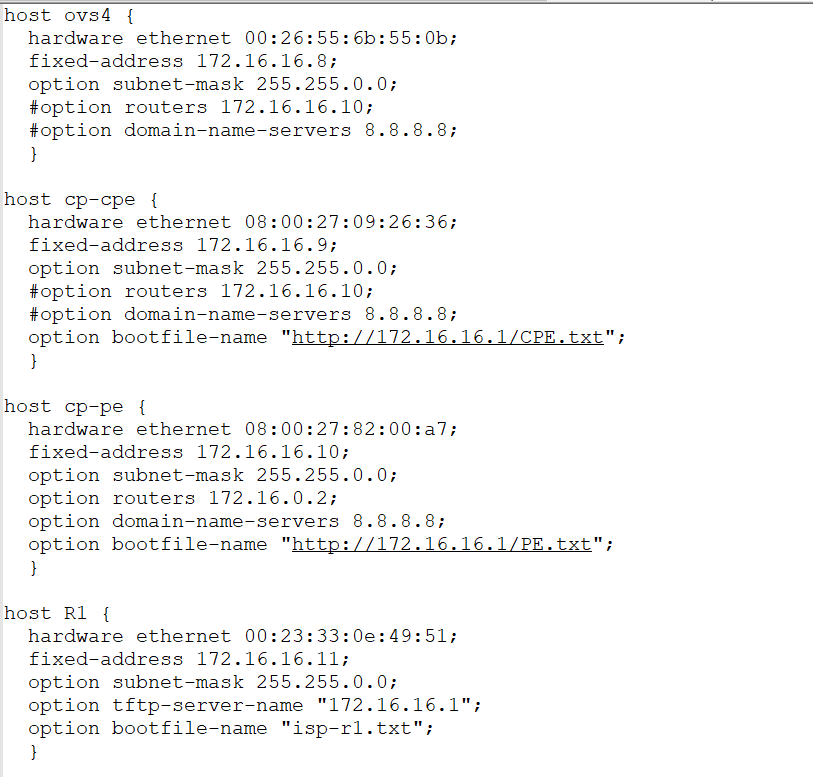 host ovs4 {
hardware ethernet 00:26:55:6b:55:0b;
fixed-address 172.16.16.8;
option subnet-mask 255.255.0.0;
#option routers 172.16.16.10;
#option domain-name-servers 8.8.8.8;
}
host cp-cpe {
hardware ethernet 08:00:27:09:26:36;
fixed-address 172.16.16.9;
option subnet-mask 255.255.0.0;
#option routers 172.16.16.10;
#option domain-name-servers 8.8.8.8;
option bootfile-name "http://172.16.16.1/CPE.txt";
}
host cp-pe {
hardware ethernet 08:00:27:82:00:a7;
fixed-address 172.16.16.10;
option subnet-mask 255.255.0.0;
option routers 172.16.0.2;
option domain-name-servers 8.8.8.8;
option bootfile-name "http://172.16.16.1/PE.txt";
}
host R1 {
hardware ethernet 00:23:33:0e:49:51;
fixed-address 172.16.16.11;
option subnet-mask 255.255.0.0;
option tftp-server-name "172.16.16.1";
option bootfile-name "isp-r1.txt";
}